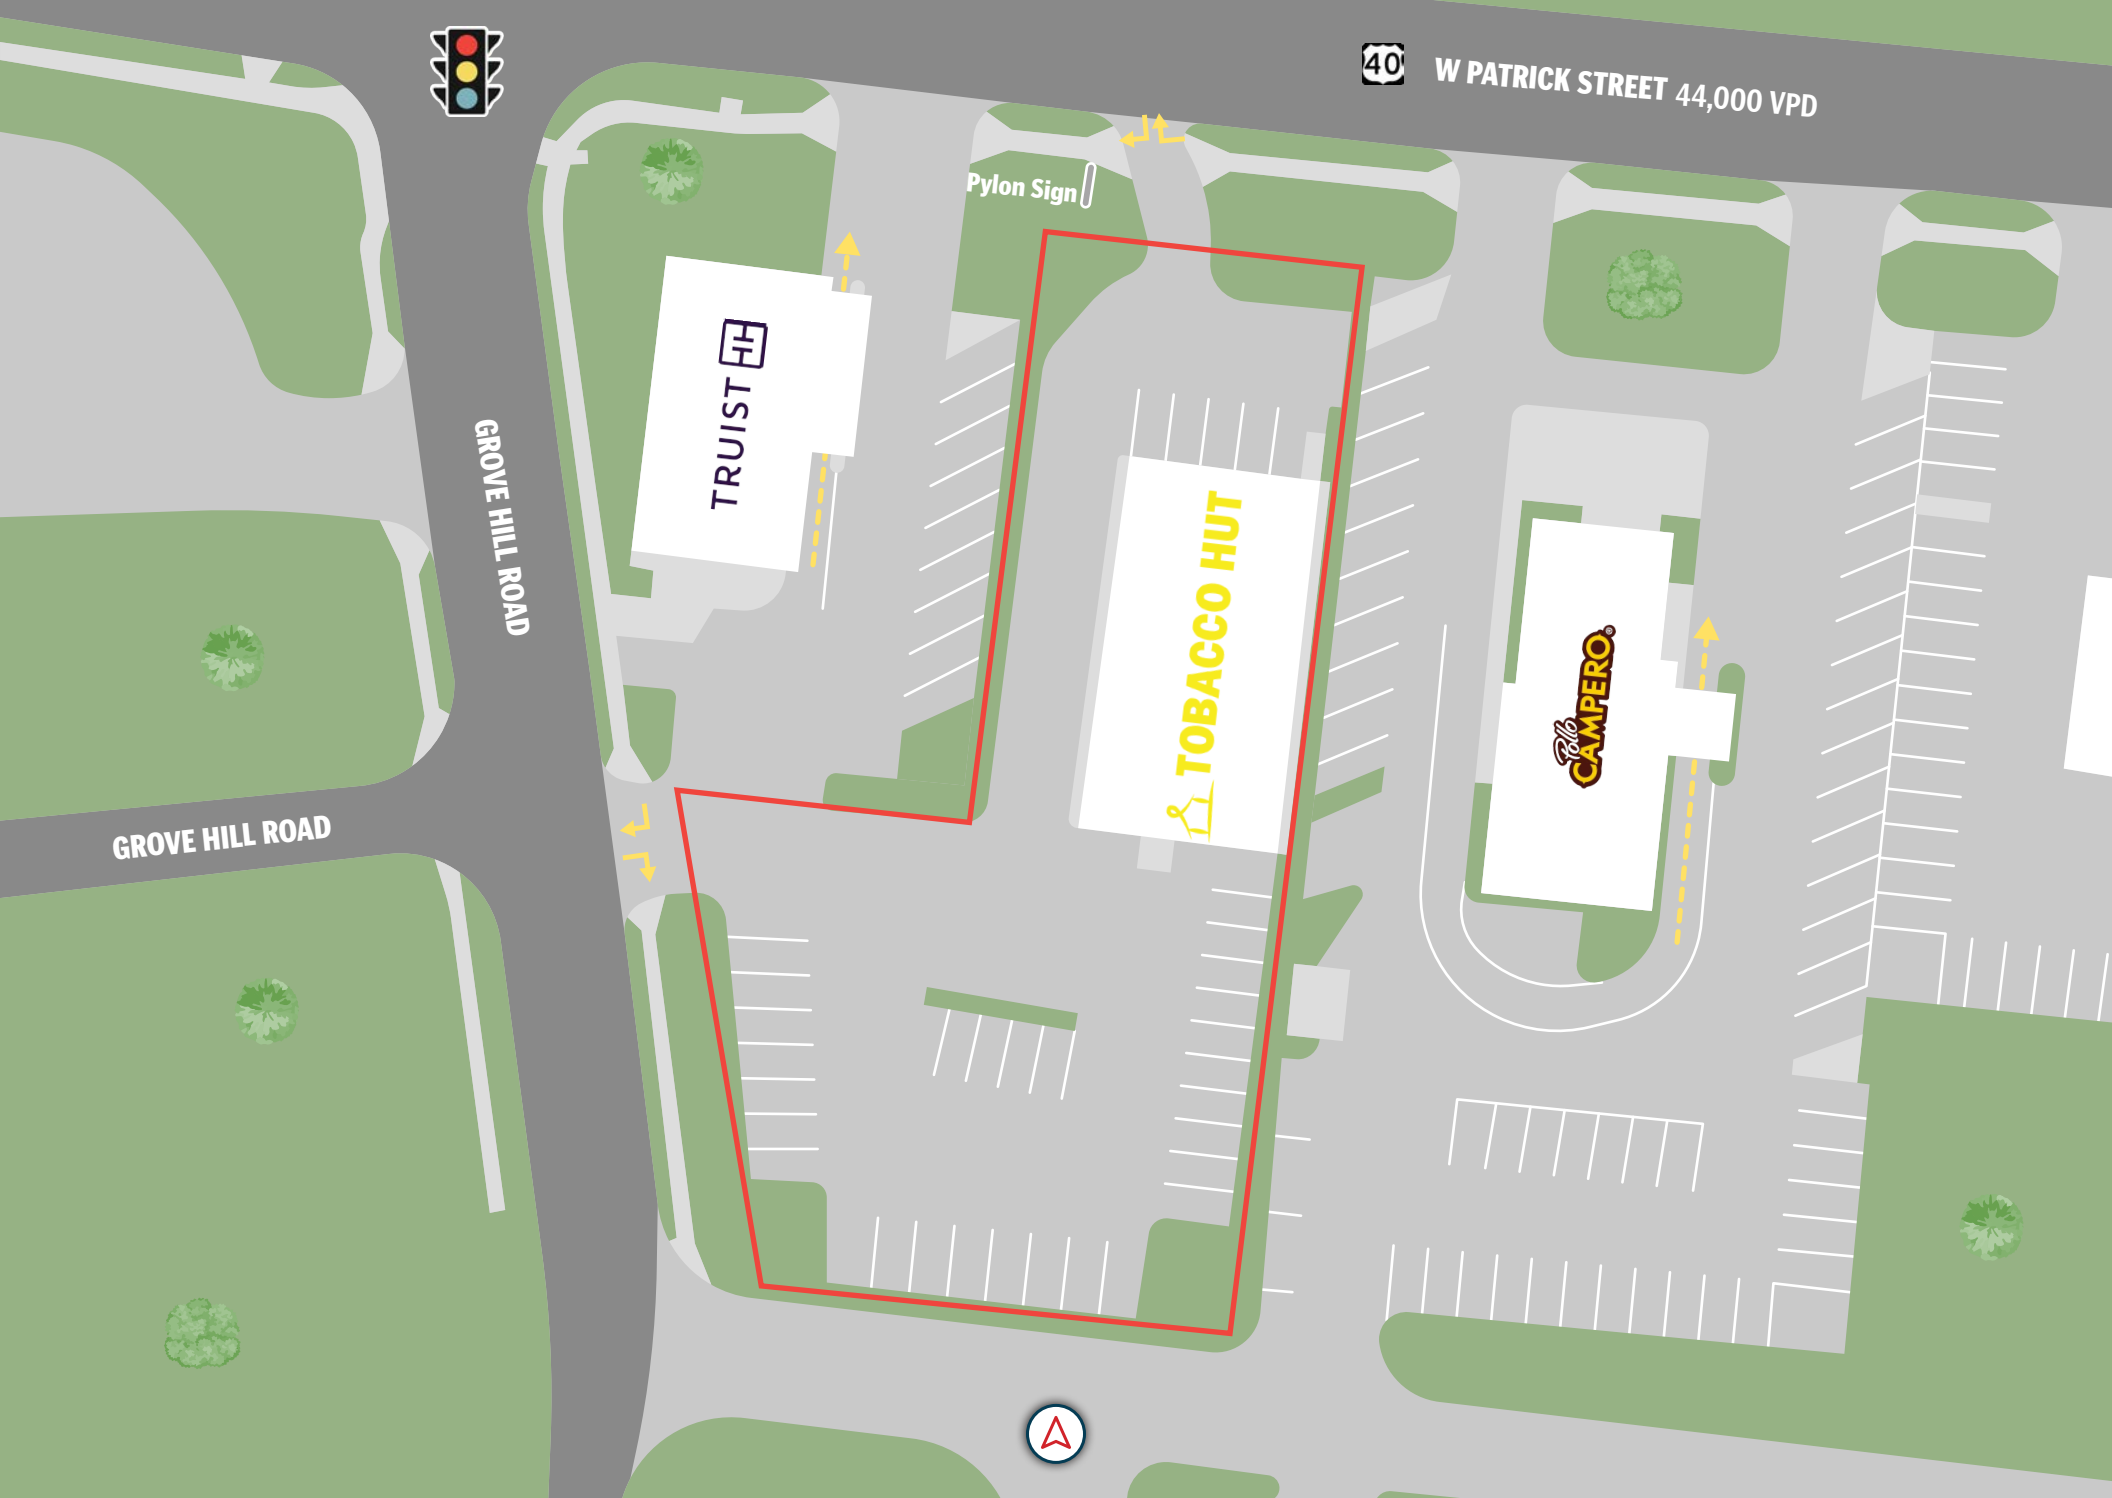 40
W PATRICK STREET 44,000 VPD
Pylon Sign
TRUIST
GROVE HILL ROAD
TOBACCO HUT
Pollo
CAMPERO®
GROVE HILL ROAD